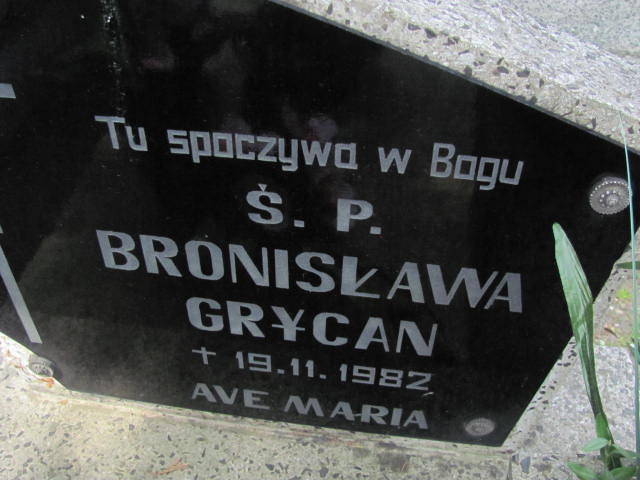 Tu spoczywa w Bogu
Ś. P.
BRONISŁAWA
GRYCAN
+ 19.11.1982
AVE MARIA